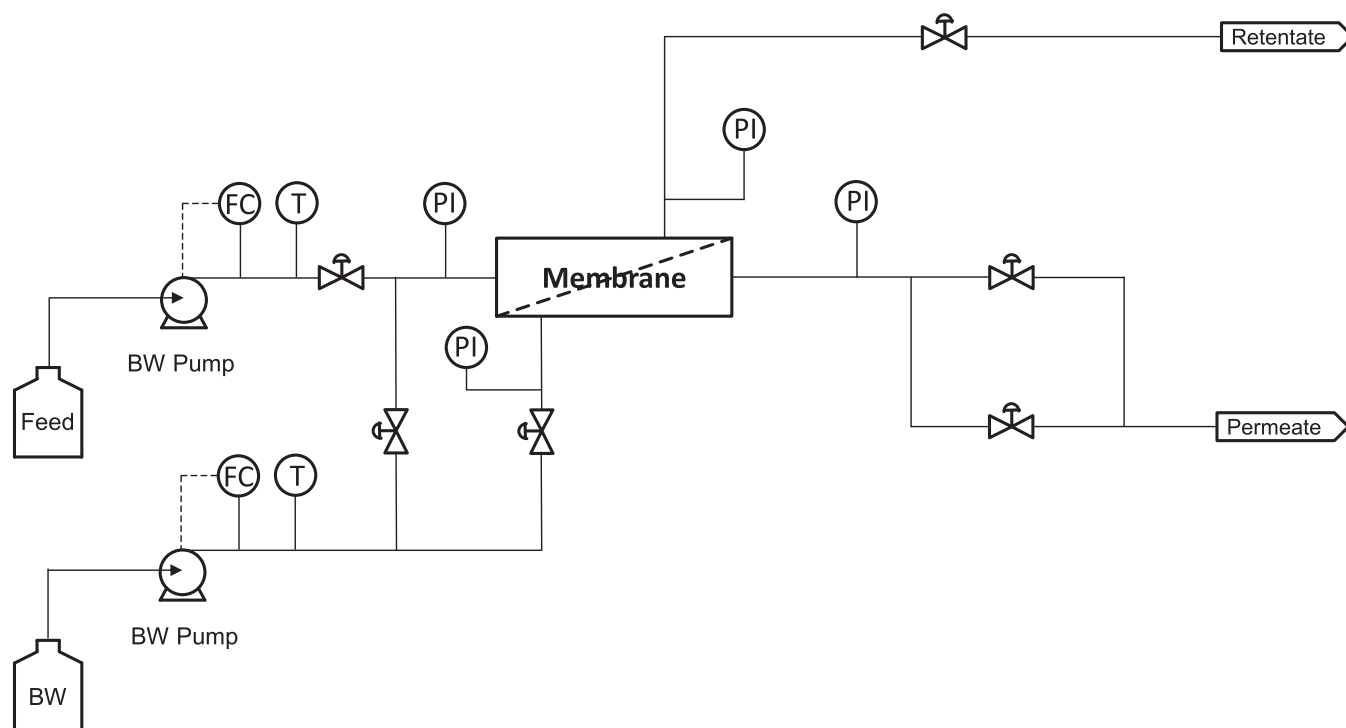 Retentate
PI
FC
T
PI
PI
Membrane
PI
BW Pump
Feed
Permeate
FC
T
BW Pump
BW